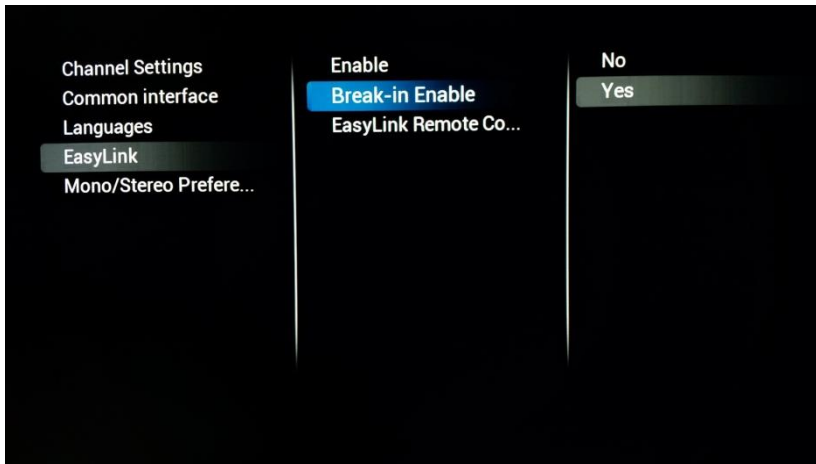 Channel Settings
Common interface
Languages
EasyLink
Mono/Stereo Prefere...
Enable
Break-in Enable
EasyLink Remote Co...
No
Yes